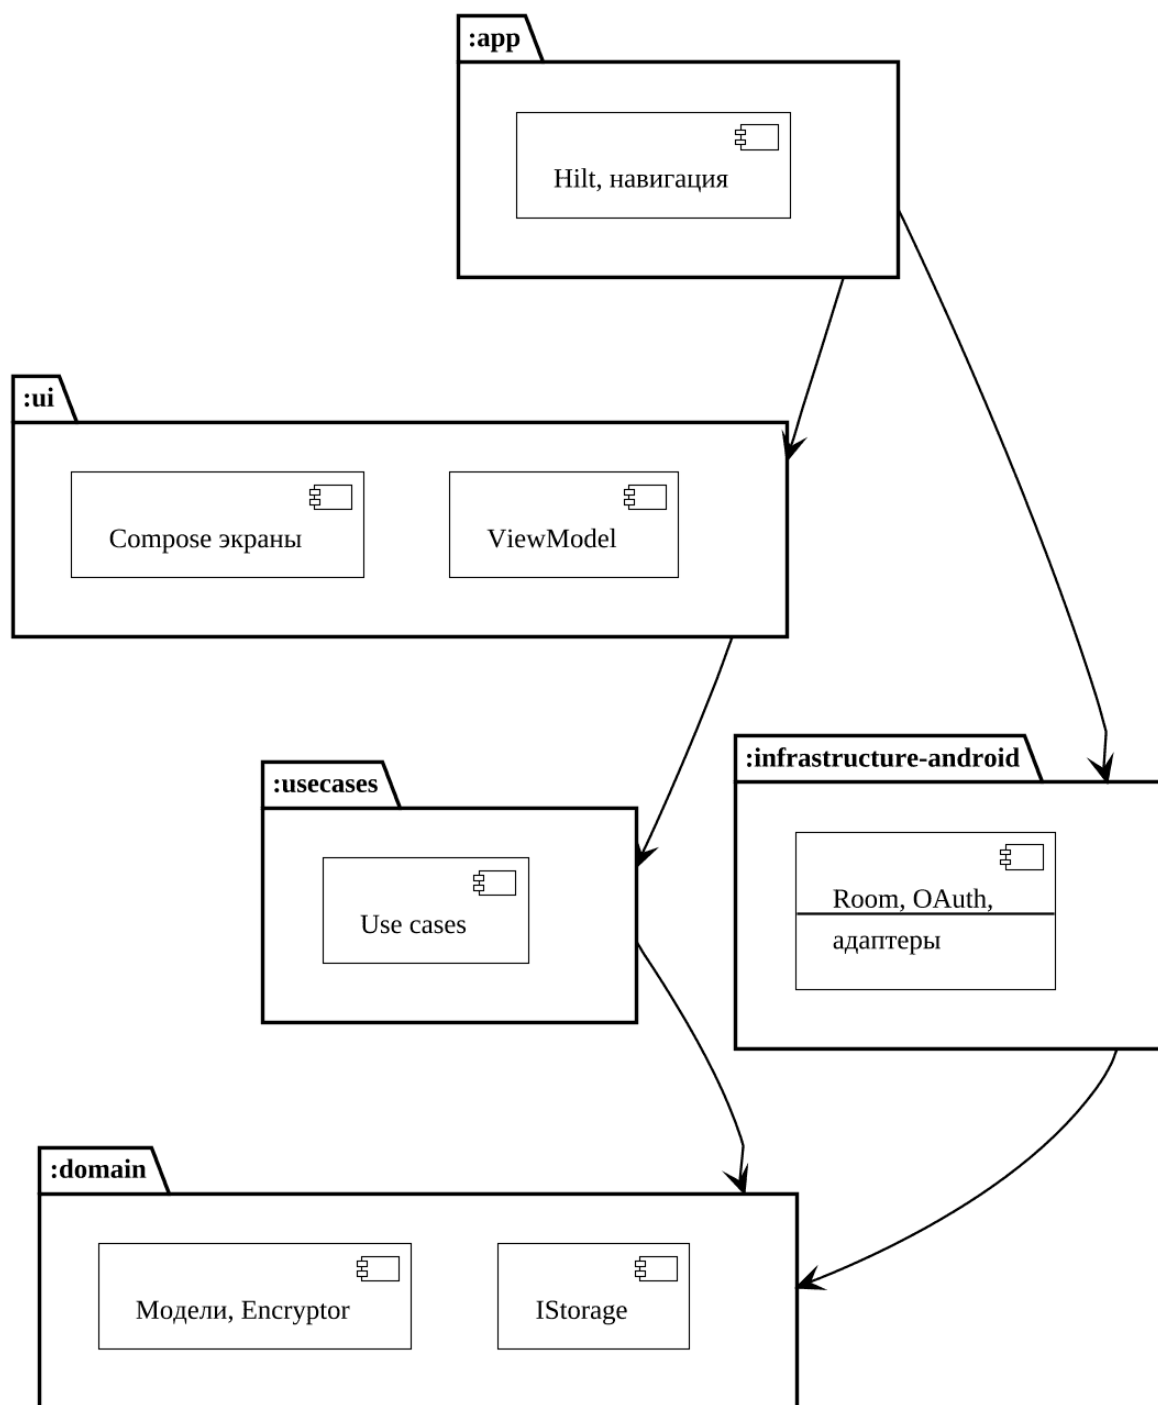 :app
Hilt, навигация
:ui
Compose экраны
ViewModel
:usecases
Use cases
:infrastructure-android
Room, OAuth,
адаптеры
:domain
Модели, Encryptor
IStorage